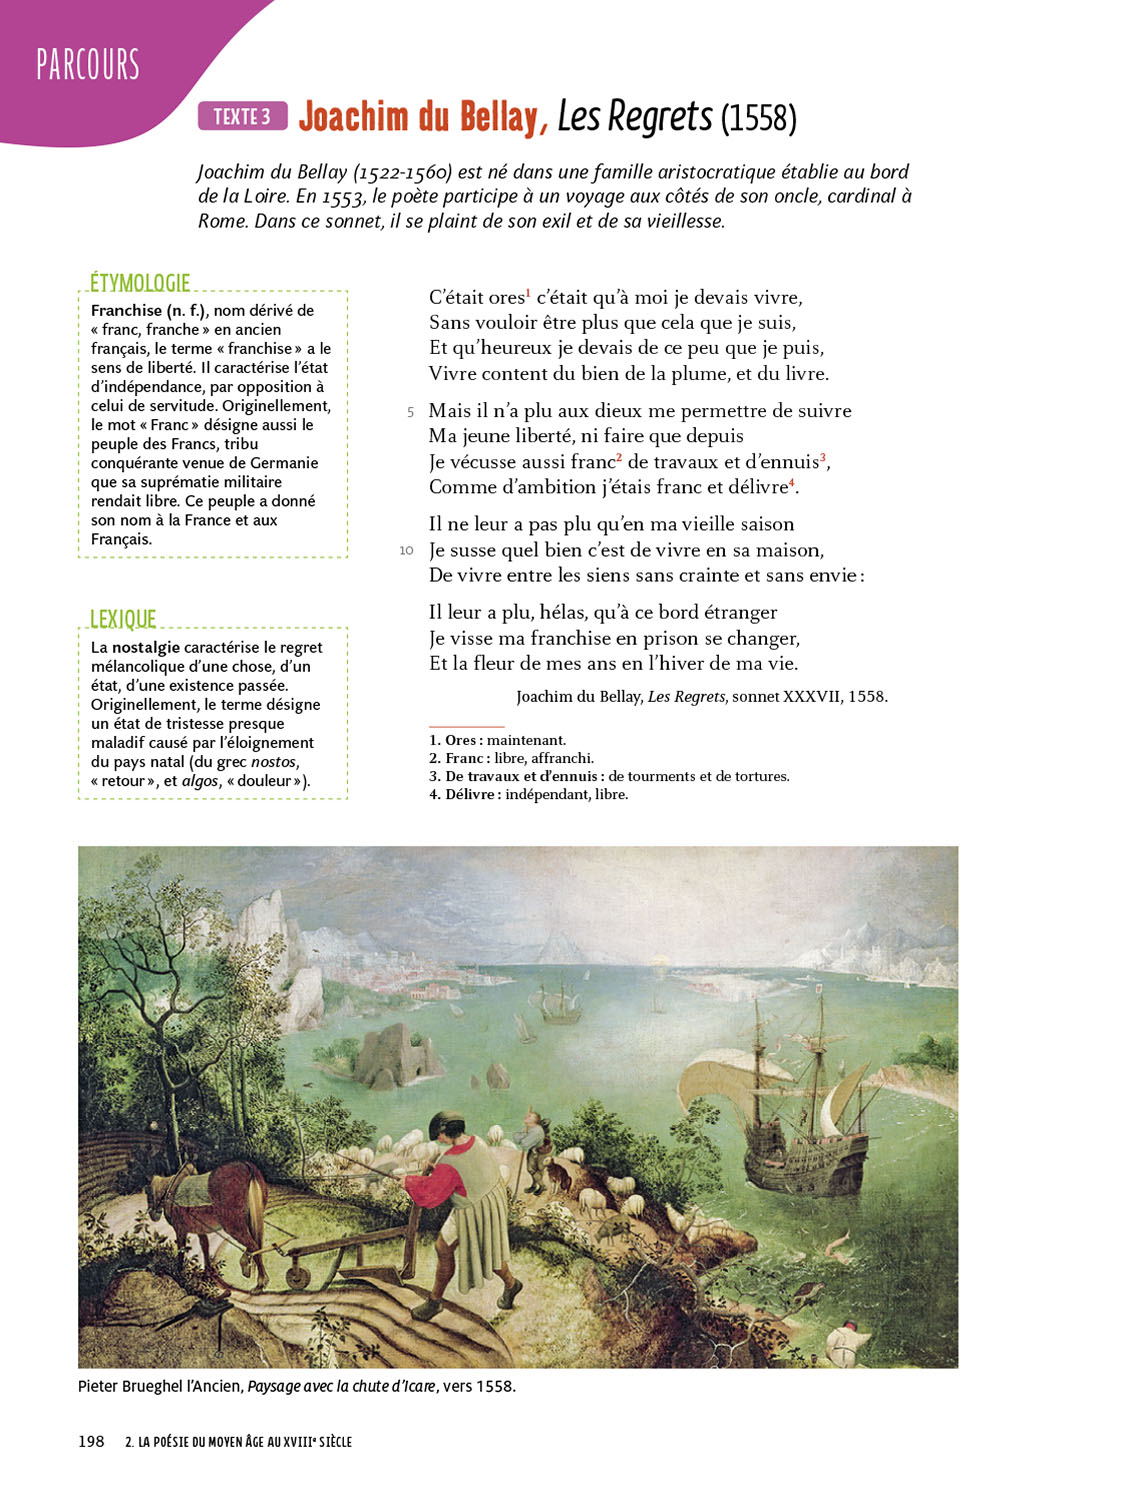 PARCOURS
TEXTE 3 Joachim du Bellay, Les Regrets (1558)
Joachim du Bellay (1522-1560) est né dans une famille aristocratique établie au bord
de la Loire. En 1553, le poète participe à un voyage aux côtés de son oncle, cardinal à
Rome. Dans ce sonnet, il se plaint de son exil et de sa vieillesse.
ÉTYMOLOGIE
Franchise (n. f.), nom dérivé de
« franc, franche » en ancien
français, le terme « franchise » a le
sens de liberté. Il caractérise l'état
d'indépendance, par opposition à
celui de servitude. Originellement,
le mot « Franc » désigne aussi le
peuple des Francs, tribu
conquérante venue de Germanie
que sa suprématie militaire
rendait libre. Ce peuple a donné
son nom à la France et aux
Français.
LEXIQUE
La nostalgie caractérise le regret
mélancolique d'une chose, d'un
état, d'une existence passée.
Originellement, le terme désigne
un état de tristesse presque
maladif causé par l'éloignement
du pays natal (du grec nostos,
« retour », et algos, « douleur »).
C'était ores1 c'était qu'à moi je devais vivre,
Sans vouloir être plus que cela que je suis,
Et qu'heureux je devais de ce peu que je puis,
Vivre content du bien de la plume, et du livre.
5 Mais il n'a plu aux dieux me permettre de suivre
Ma jeune liberté, ni faire que depuis
Je vécusse aussi franc2 de travaux et d'ennuis3,
Comme d'ambition j'étais franc et délivre4.
Il ne leur a pas plu qu'en ma vieille saison
10 Je susse quel bien c'est de vivre en sa maison,
De vivre entre les siens sans crainte et sans envie :
Il leur a plu, hélas, qu'à ce bord étranger
Je visse ma franchise en prison se changer,
Et la fleur de mes ans en l'hiver de ma vie.
Joachim du Bellay, Les Regrets, sonnet XXXVII, 1558.
1. Ores : maintenant.
2. Franc : libre, affranchi.
3. De travaux et d'ennuis : de tourments et de tortures.
4. Délivre : indépendant, libre.
Pieter Brueghel l'Ancien, Paysage avec la chute d'Icare, vers 1558.
198 2. LA POÉSIE DU MOYEN ÂGE AU XVIIIe SIÈCLE